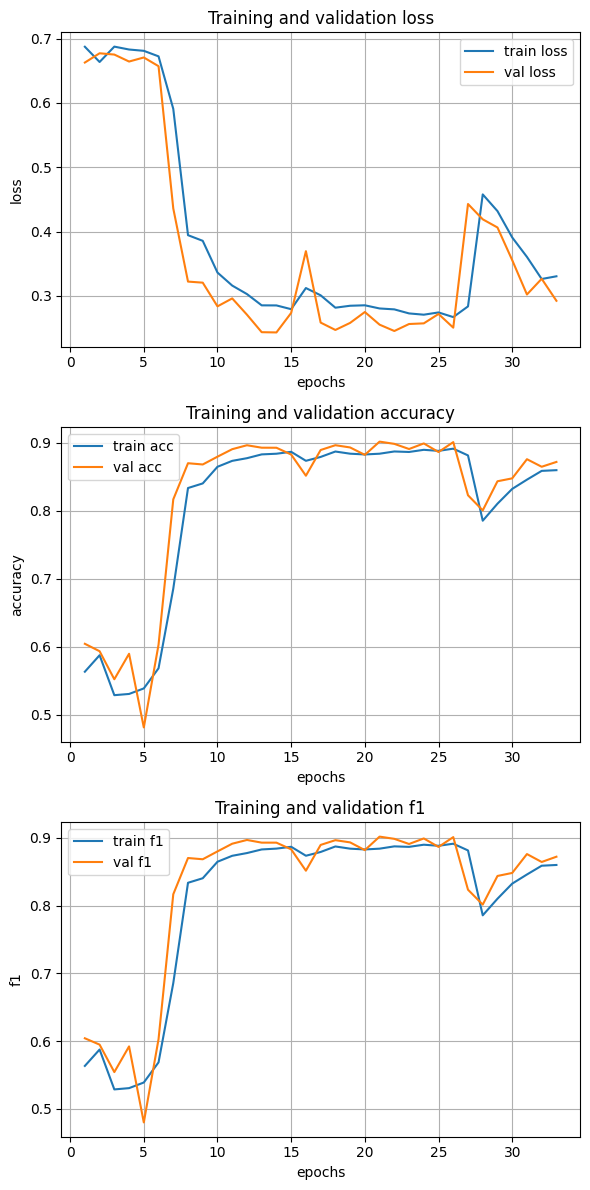 Training and validation loss
train loss
val loss
0.7
0.6
0.5
0.4
0.3
loss
0 5 10 15 20 25 30
epochs
Training and validation accuracy
train acc
val acc
0.9
0.8
0.7
0.6
0.5
accuracy
0 5 10 15 20 25 30
epochs
Training and validation f1
train f1
val f1
0.9
0.8
0.7
0.6
0.5
f1
0 5 10 15 20 25 30
epochs